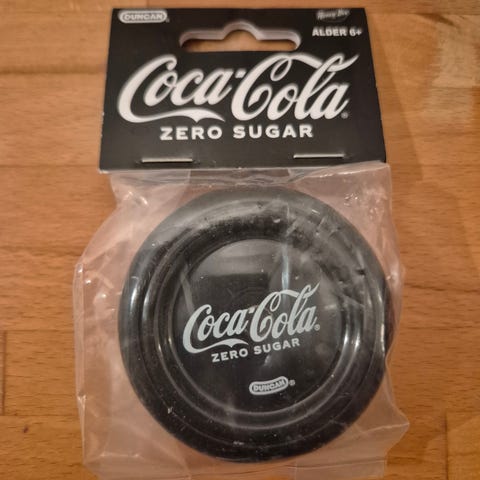 DUNCAN
ALDER 6+
Coca-Cola®
ZERO SUGAR
Coca-Cola®
ZERO SUGAR
DUNCAN®